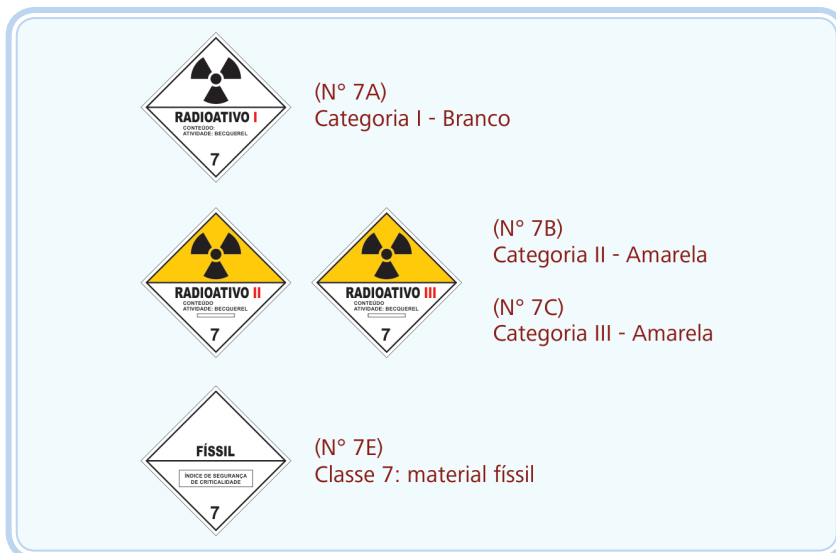 RADIOATIVO I
CONTEÚDO:
ATIVIDADE: BECQUEREL
7
(N° 7A)
Categoria I - Branco
RADIOATIVO II
CONTEÚDO
ATIVIDADE: BECQUEREL
7
RADIOATIVO III
CONTEÚDO
ATIVIDADE: BECQUEREL
7
(N° 7B)
Categoria II - Amarela
(N° 7C)
Categoria III - Amarela
FÍSSIL
ÍNDICE DE SEGURANÇA
DE CRITICALIDADE
7
(N° 7E)
Classe 7: material físsil